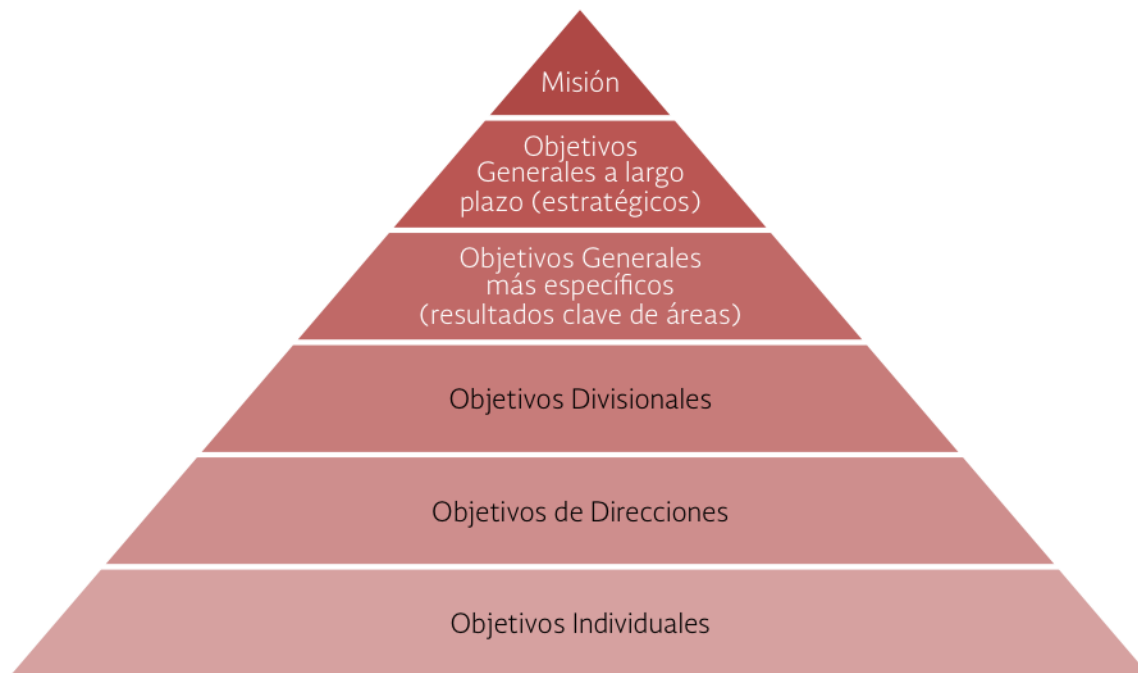 Misión
Objetivos
Generales a largo
plazo (estratégicos)
Objetivos Generales
más específicos
(resultados clave de áreas)
Objetivos Divisionales
Objetivos de Direcciones
Objetivos Individuales